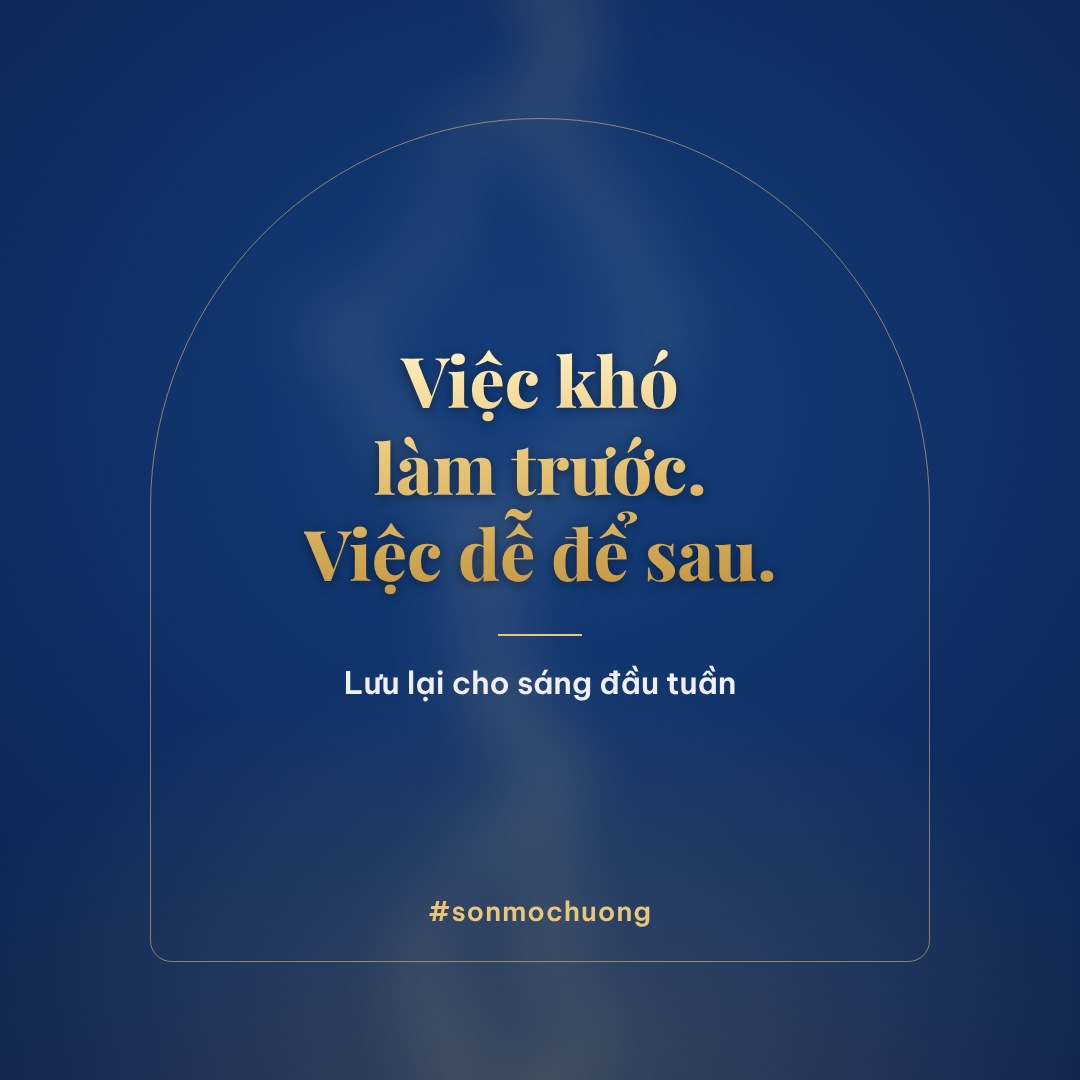 Việc khó
làm trước.
Việc dễ để sau.
Lưu lại cho sáng đầu tuần
#sonmochuong